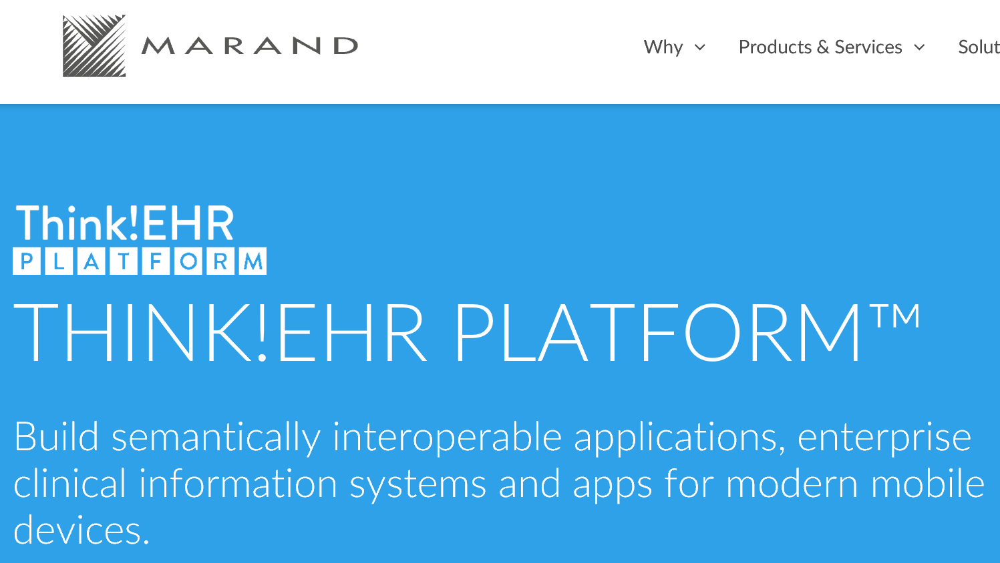 MARAND
Why
Products & Services
Solut
Think!EHR
PLATFORM
THINK!EHR PLATFORM™
Build semantically interoperable applications, enterprise
clinical information systems and apps for modern mobile
devices.